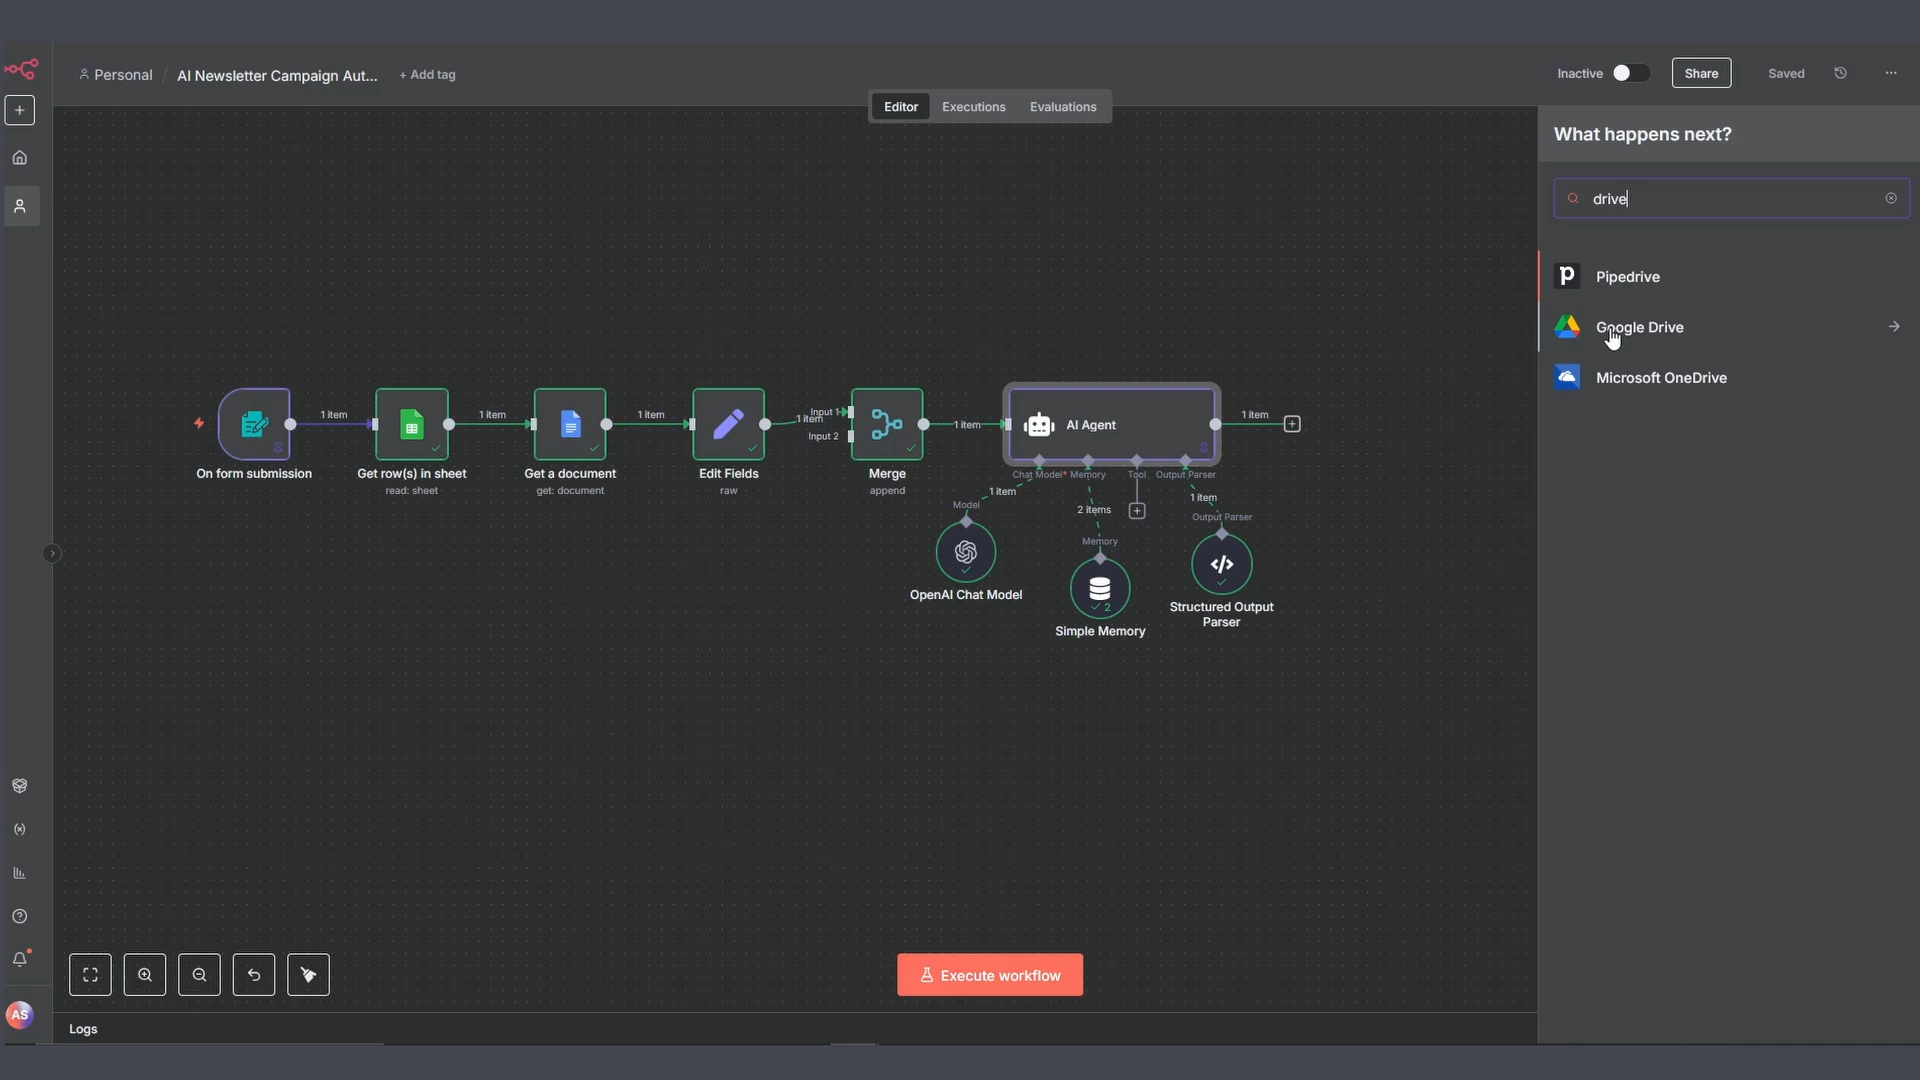 Personal / AI Newsletter Campaign Aut... + Add tag
Inactive Share Saved ...
Editor Executions Evaluations
What happens next?
drive
Pipedrive
Google Drive
Microsoft OneDrive
1 item 1 item 1 item 1 item Input 1 1 item 1 item
Input 2
AI Agent
On form submission
Get row(s) in sheet
read: sheet
Get a document
get: document
Edit Fields
raw
Merge
append
Chat Model* Memory Tool Output Parser
1 item
2 items
1 item
Model
Memory
Output Parser
2
OpenAI Chat Model
Simple Memory
Structured Output
Parser
Execute workflow
AS
Logs